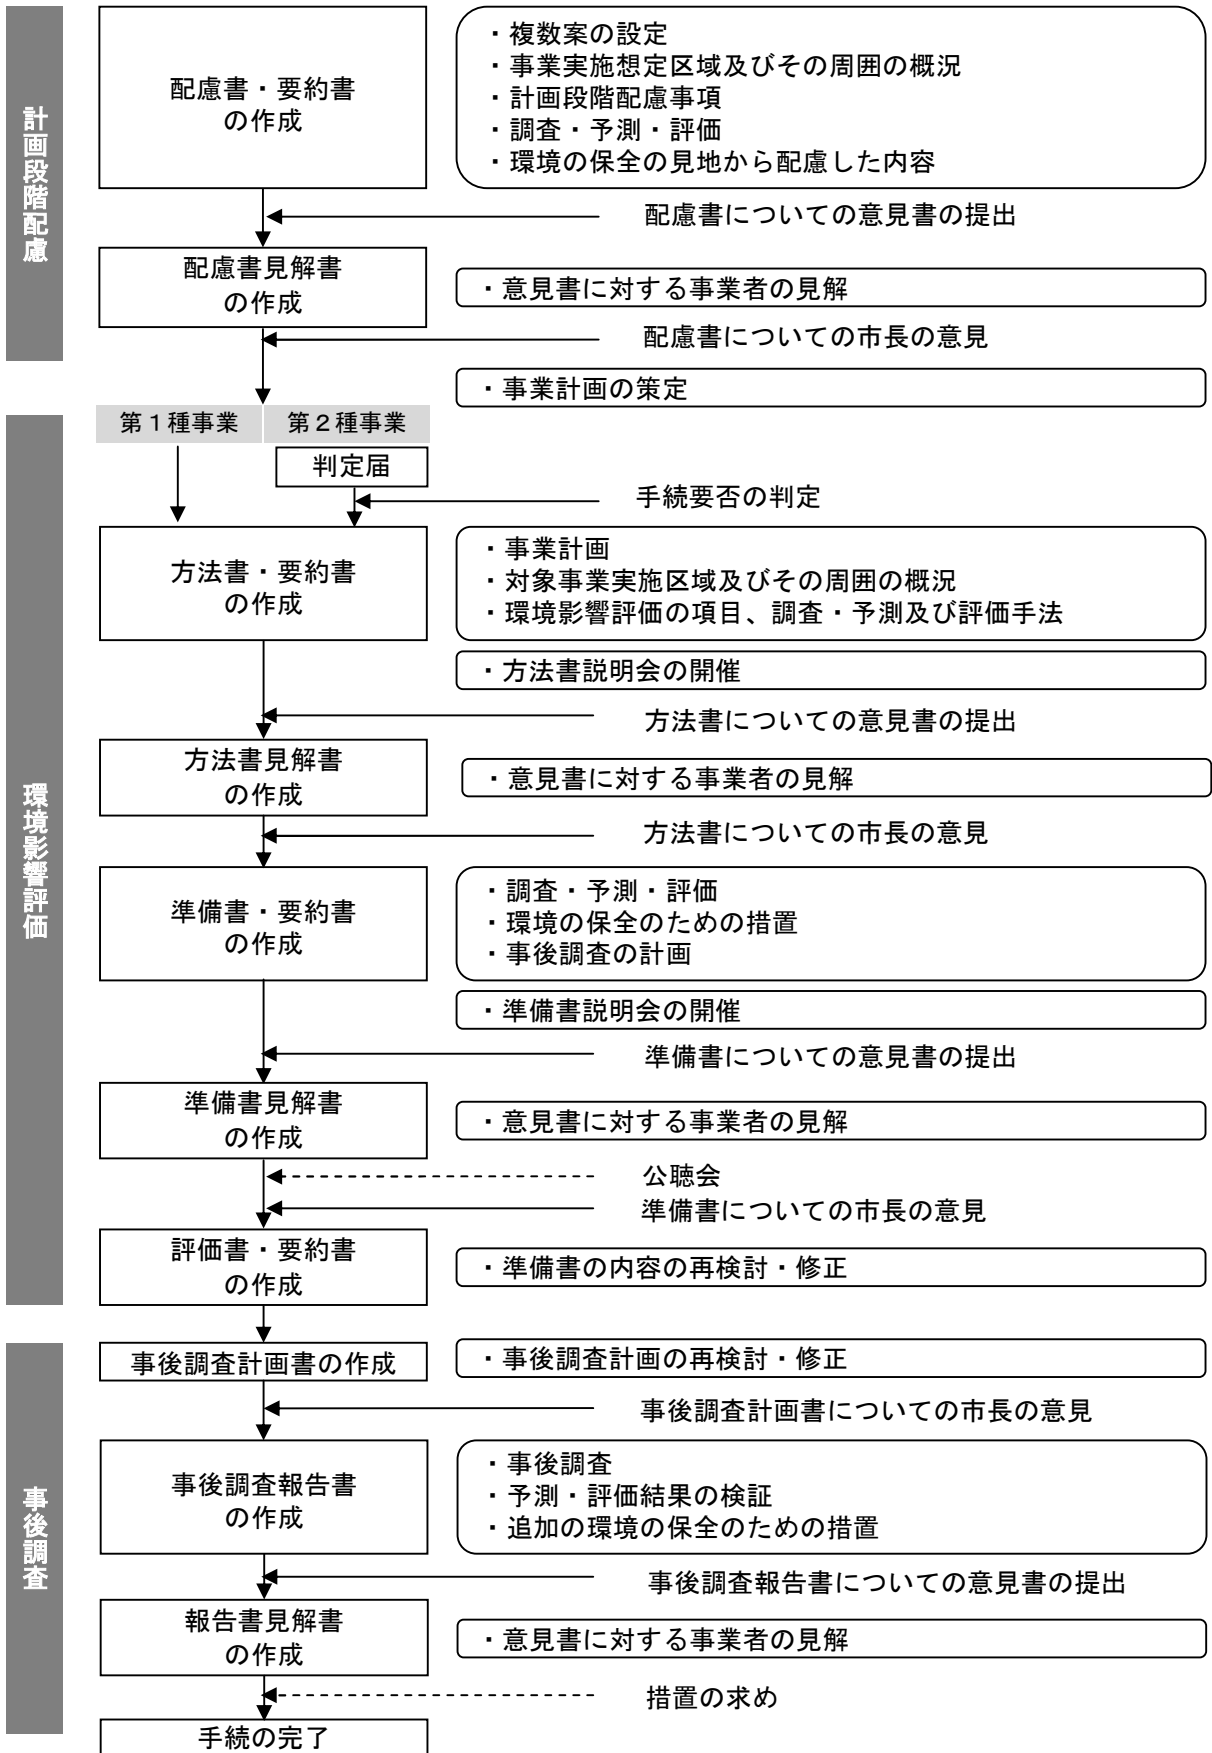 計画段階配慮
配慮書・要約書
の作成
・複数案の設定
・事業実施想定区域及びその周囲の概況
・計画段階配慮事項
・調査・予測・評価
・環境の保全の見地から配慮した内容
配慮書についての意見書の提出
配慮書見解書
の作成
・意見書に対する事業者の見解
配慮書についての市長の意見
・事業計画の策定
環境影響評価
第１種事業
第２種事業
判定届
手続要否の判定
方法書・要約書
の作成
・事業計画
・対象事業実施区域及びその周囲の概況
・環境影響評価の項目、調査・予測及び評価手法
・方法書説明会の開催
方法書についての意見書の提出
方法書見解書
の作成
・意見書に対する事業者の見解
方法書についての市長の意見
準備書・要約書
の作成
・調査・予測・評価
・環境の保全のための措置
・事後調査の計画
・準備書説明会の開催
準備書についての意見書の提出
準備書見解書
の作成
・意見書に対する事業者の見解
公聴会
準備書についての市長の意見
評価書・要約書
の作成
・準備書の内容の再検討・修正
事後調査
事後調査計画書の作成
・事後調査計画の再検討・修正
事後調査計画書についての市長の意見
事後調査報告書
の作成
・事後調査
・予測・評価結果の検証
・追加の環境の保全のための措置
事後調査報告書についての意見書の提出
報告書見解書
の作成
・意見書に対する事業者の見解
措置の求め
手続の完了